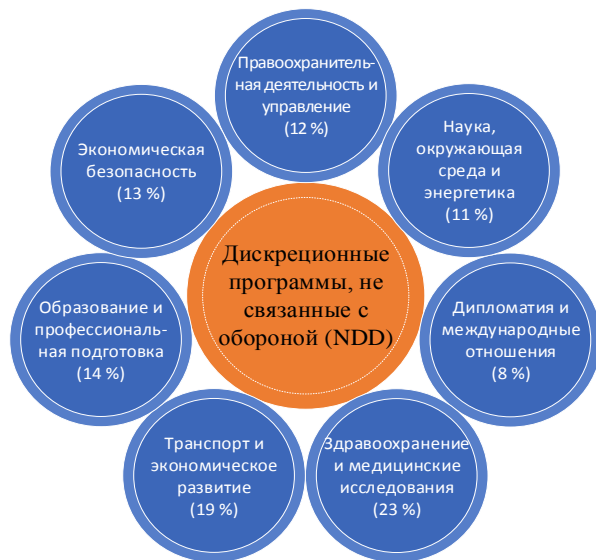 Правоохранитель-
ная деятельность и
управление
(12 %)
Наука,
окружающая
среда и
энергетика
(11 %)
Дипломатия и
международные
отношения
(8 %)
Здравоохранение
и медицинские
исследования
(23 %)
Транспорт и
экономическое
развитие
(19 %)
Образование и
профессиональ-
ная подготовка
(14 %)
Экономическая
безопасность
(13 %)
Дискреционные
программы, не
связанные с
обороной (NDD)